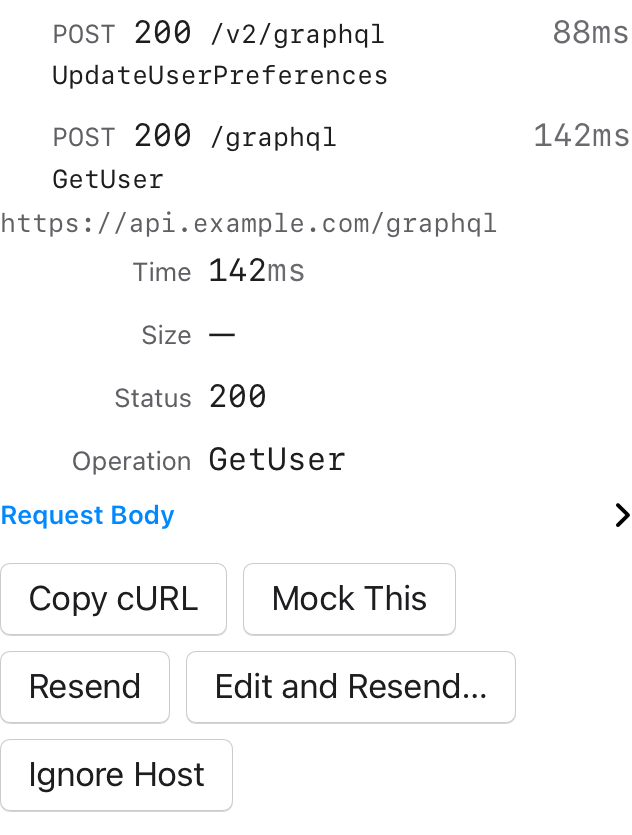 POST 200 /v2/graphql 88ms
UpdateUserPreferences
POST 200 /graphql 142ms
GetUser
https://api.example.com/graphql
Time 142ms
Size —
Status 200
Operation GetUser
Request Body
Copy cURL Mock This
Resend Edit and Resend...
Ignore Host